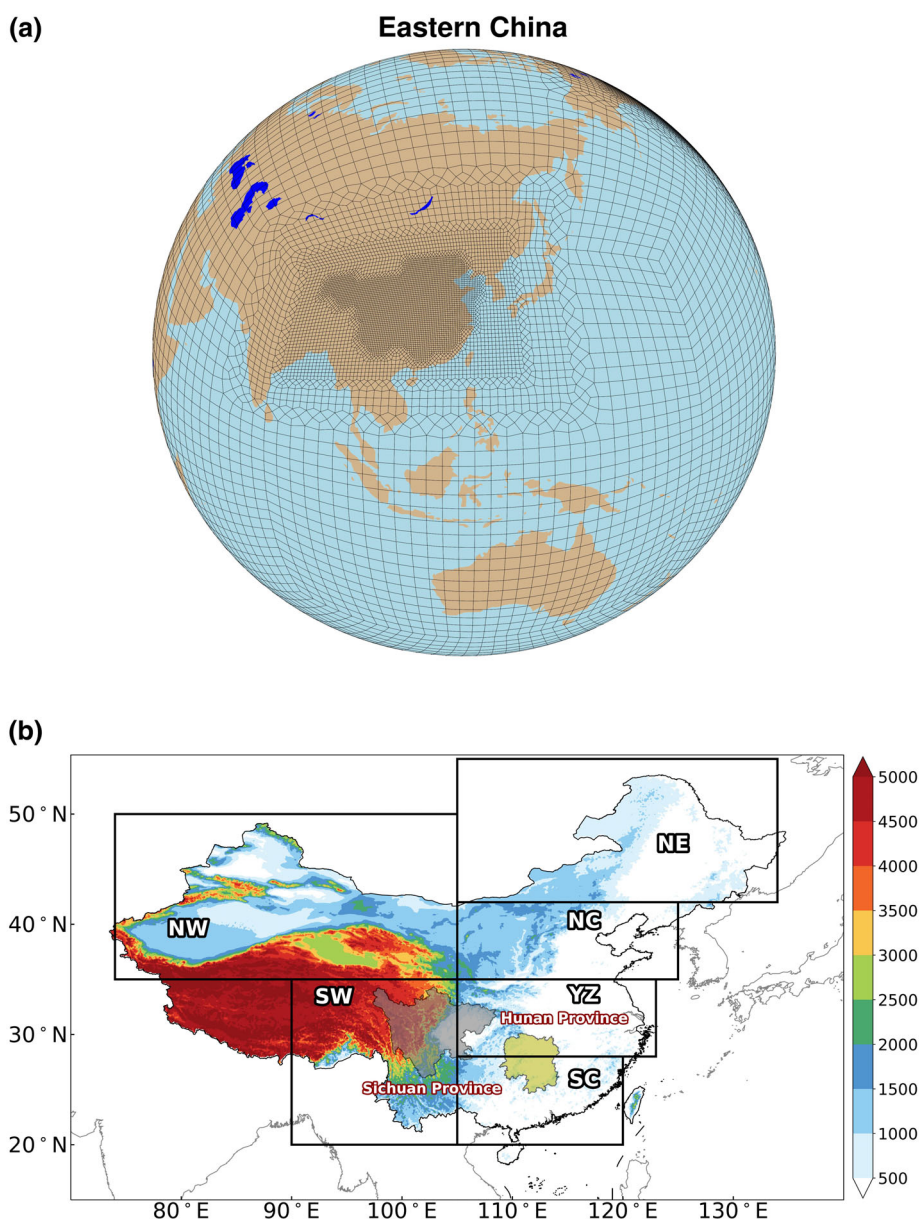 (a)
Eastern China
(b)
50°N
40°N
30°N
20°N
NE
NC
NW
SW
YZ
Hunan Province
SC
Sichuan Province
80°E
90°E
100°E
110°E
120°E
130°E
5000
4500
4000
3500
3000
2500
2000
1500
1000
500